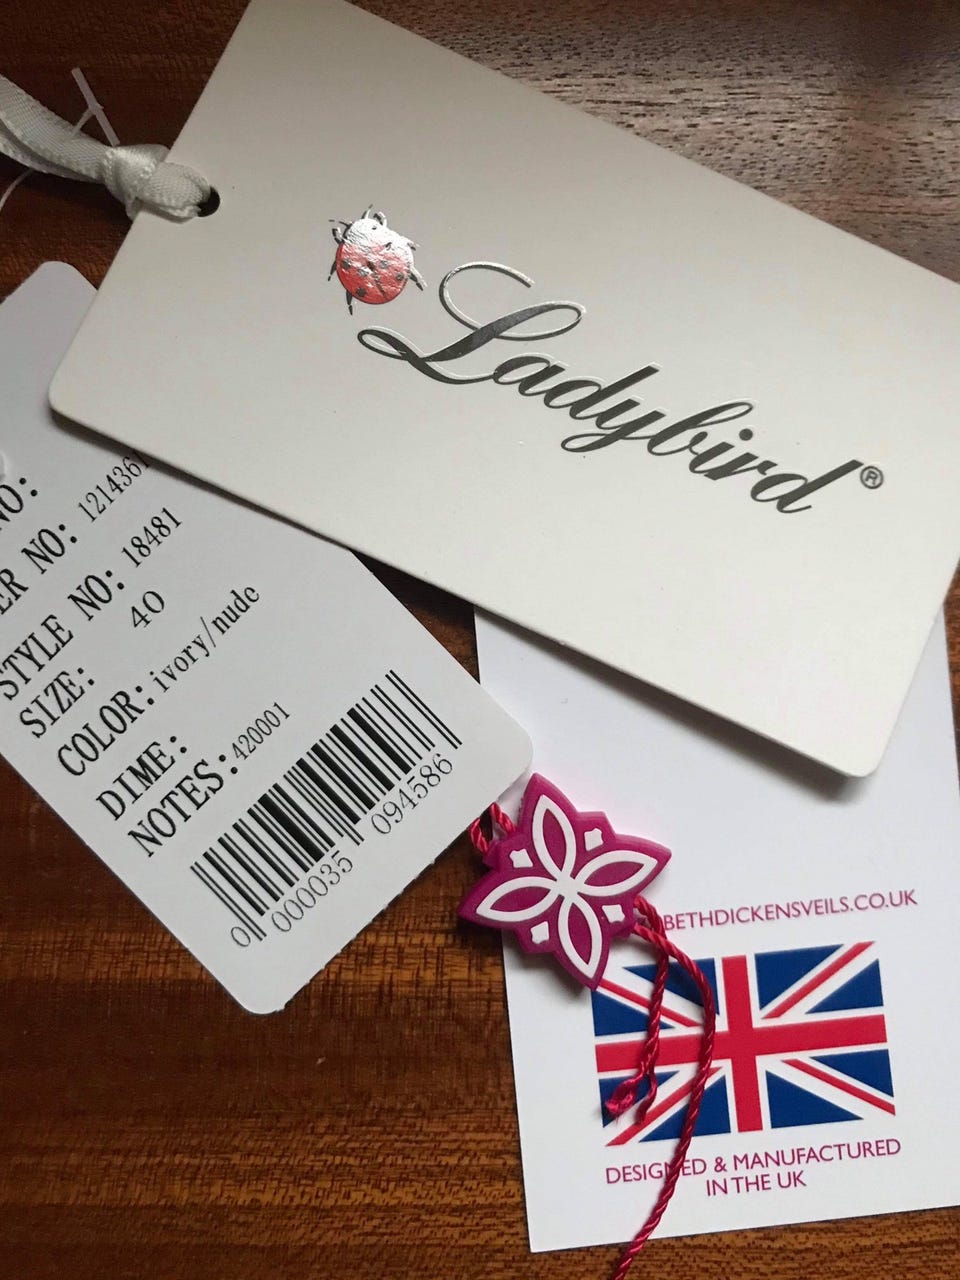 Ladybird®
NO:
ER NO: 1214361
STYLE NO: 18481
SIZE: 40
COLOR: ivory/nude
DIME:
NOTES: 420001
0 000035 094586
BETHDICKENSVEILS.CO.UK
DESIGNED & MANUFACTURED
IN THE UK